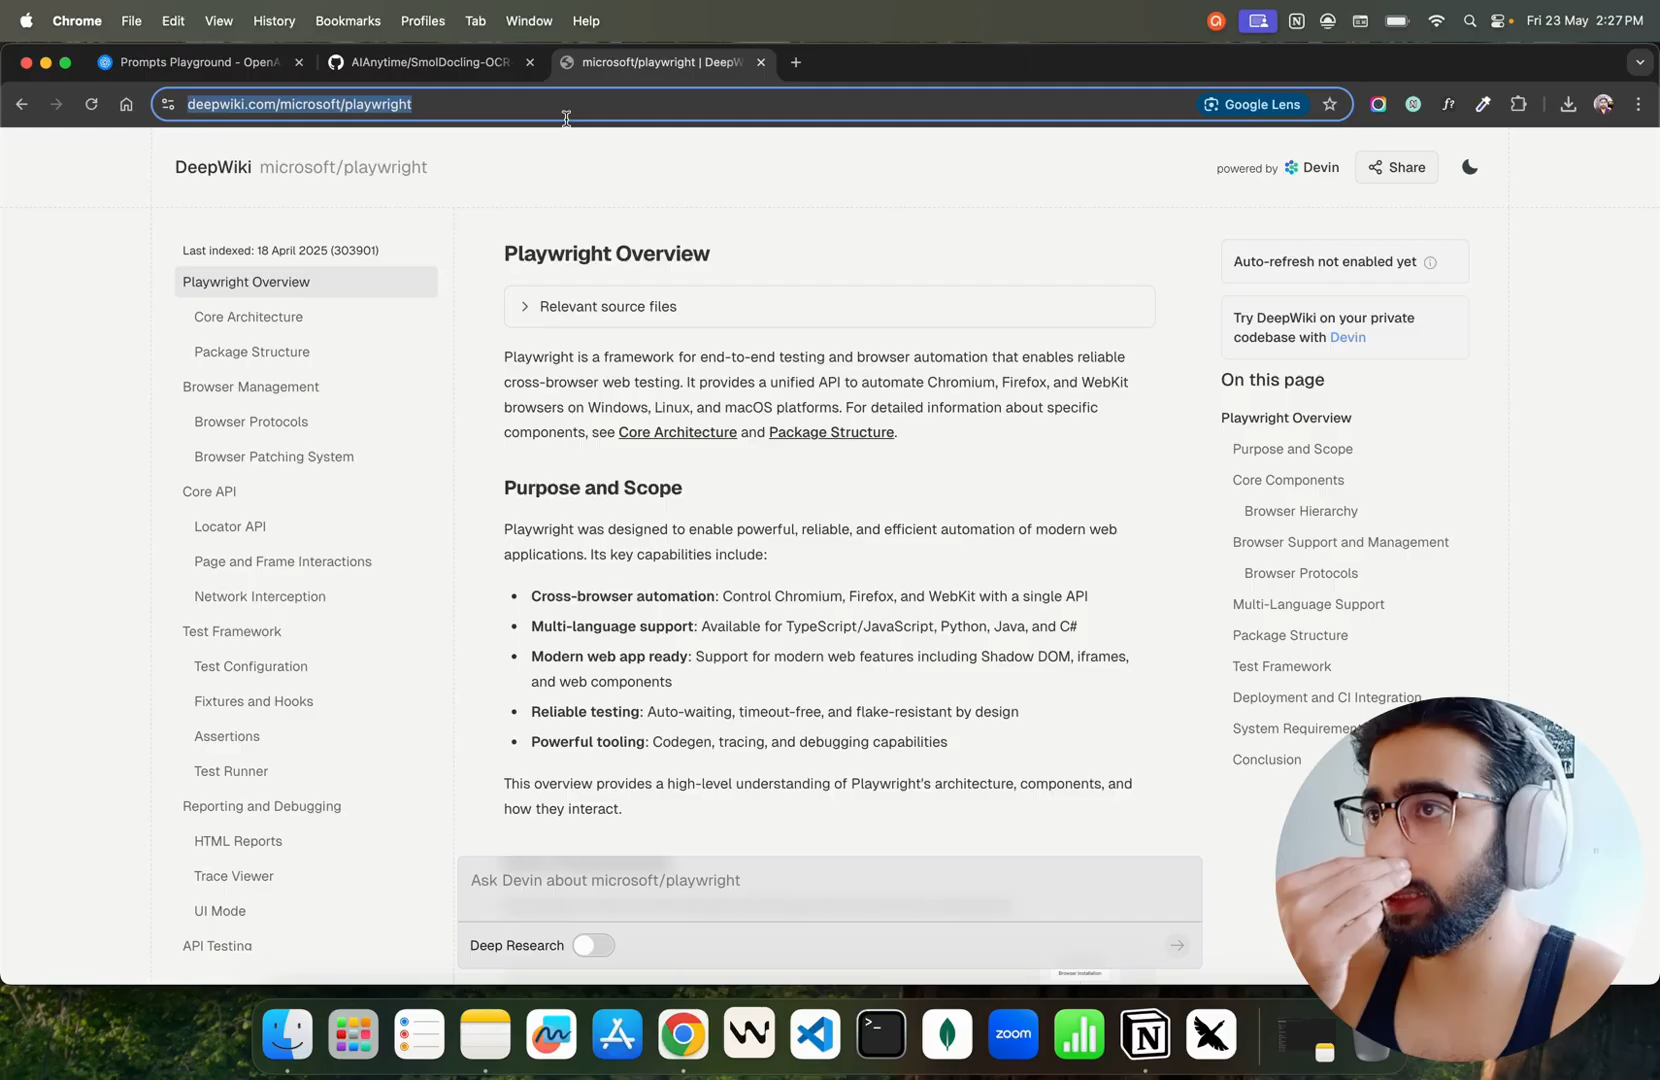 Chrome File Edit View History Bookmarks Profiles Tab Window Help
Fri 23 May 2:27 PM
Prompts Playground - OpenA
AIAnytime/SmolDocling-OCR
microsoft/playwright | DeepW
deepwiki.com/microsoft/playwright
Google Lens
DeepWiki microsoft/playwright
powered by Devin
Share
Last indexed: 18 April 2025 (303901)
Playwright Overview
Core Architecture
Package Structure
Browser Management
Browser Protocols
Browser Patching System
Core API
Locator API
Page and Frame Interactions
Network Interception
Test Framework
Test Configuration
Fixtures and Hooks
Assertions
Test Runner
Reporting and Debugging
HTML Reports
Trace Viewer
UI Mode
API Testing
Playwright Overview
Relevant source files
Playwright is a framework for end-to-end testing and browser automation that enables reliable
cross-browser web testing. It provides a unified API to automate Chromium, Firefox, and WebKit
browsers on Windows, Linux, and macOS platforms. For detailed information about specific
components, see Core Architecture and Package Structure.
Purpose and Scope
Playwright was designed to enable powerful, reliable, and efficient automation of modern web
applications. Its key capabilities include:
• Cross-browser automation: Control Chromium, Firefox, and WebKit with a single API
• Multi-language support: Available for TypeScript/JavaScript, Python, Java, and C#
• Modern web app ready: Support for modern web features including Shadow DOM, iframes,
and web components
• Reliable testing: Auto-waiting, timeout-free, and flake-resistant by design
• Powerful tooling: Codegen, tracing, and debugging capabilities
This overview provides a high-level understanding of Playwright's architecture, components, and
how they interact.
Ask Devin about microsoft/playwright
Deep Research
Browser Installation
Auto-refresh not enabled yet
Try DeepWiki on your private
codebase with Devin
On this page
Playwright Overview
Purpose and Scope
Core Components
Browser Hierarchy
Browser Support and Management
Browser Protocols
Multi-Language Support
Package Structure
Test Framework
Deployment and CI Integration
System Requirement
Conclusion
zoom